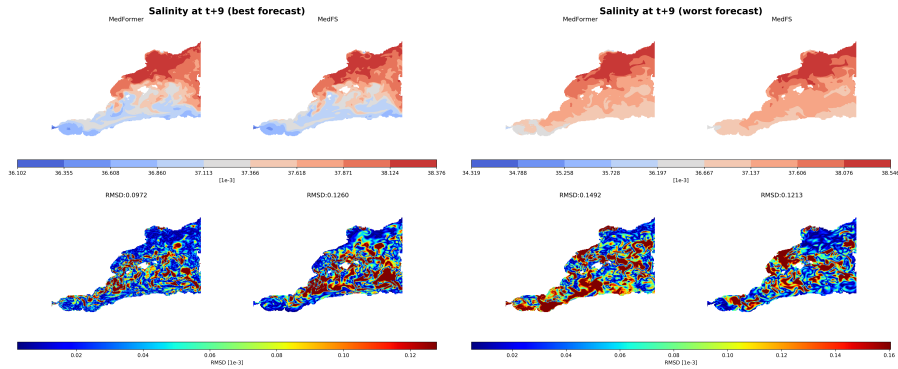 Salinity at t+9 (best forecast)
MedFormer
MedFS
36.102 36.355 36.608 36.860 37.113 37.366 37.618 37.871 38.124 38.376
[1e-3]
RMSD:0.0972
RMSD:0.1260
0.02 0.04 0.06 0.08 0.10 0.12
RMSD [1e-3]
Salinity at t+9 (worst forecast)
MedFormer
MedFS
34.319 34.788 35.258 35.728 36.197 36.667 37.137 37.606 38.076 38.546
[1e-3]
RMSD:0.1492
RMSD:0.1213
0.02 0.04 0.06 0.08 0.10 0.12 0.14 0.16
RMSD [1e-3]